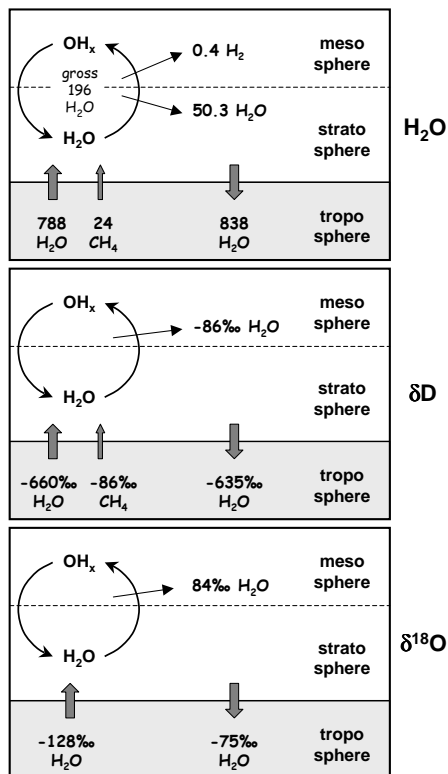 OHₓ
meso
sphere
0.4 H₂
gross
196
H₂O
50.3 H₂O
H₂O
strato
sphere
H₂O
788
H₂O
24
CH₄
838
H₂O
tropo
sphere
OHₓ
meso
sphere
-86‰ H₂O
H₂O
strato
sphere
δD
-660‰
H₂O
-86‰
CH₄
-635‰
H₂O
tropo
sphere
OHₓ
meso
sphere
84‰ H₂O
H₂O
strato
sphere
δ¹⁸O
-128‰
H₂O
-75‰
H₂O
tropo
sphere